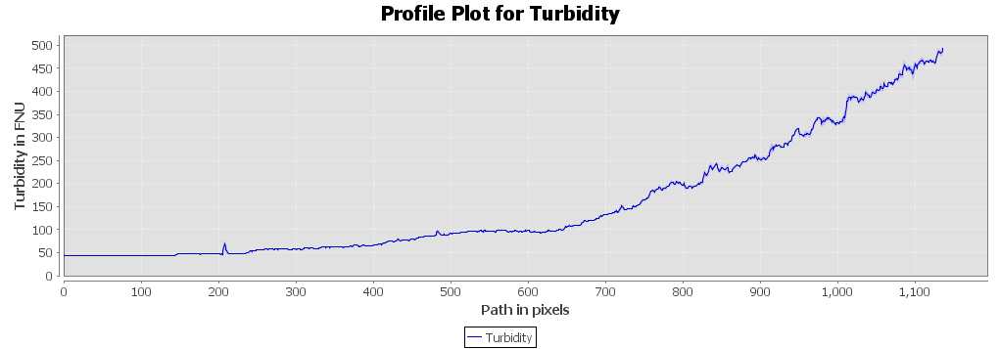 Profile Plot for Turbidity
Turbidity in FNU
500
450
400
350
300
250
200
150
100
50
0
0 100 200 300 400 500 600 700 800 900 1,000 1,100
Path in pixels
Turbidity